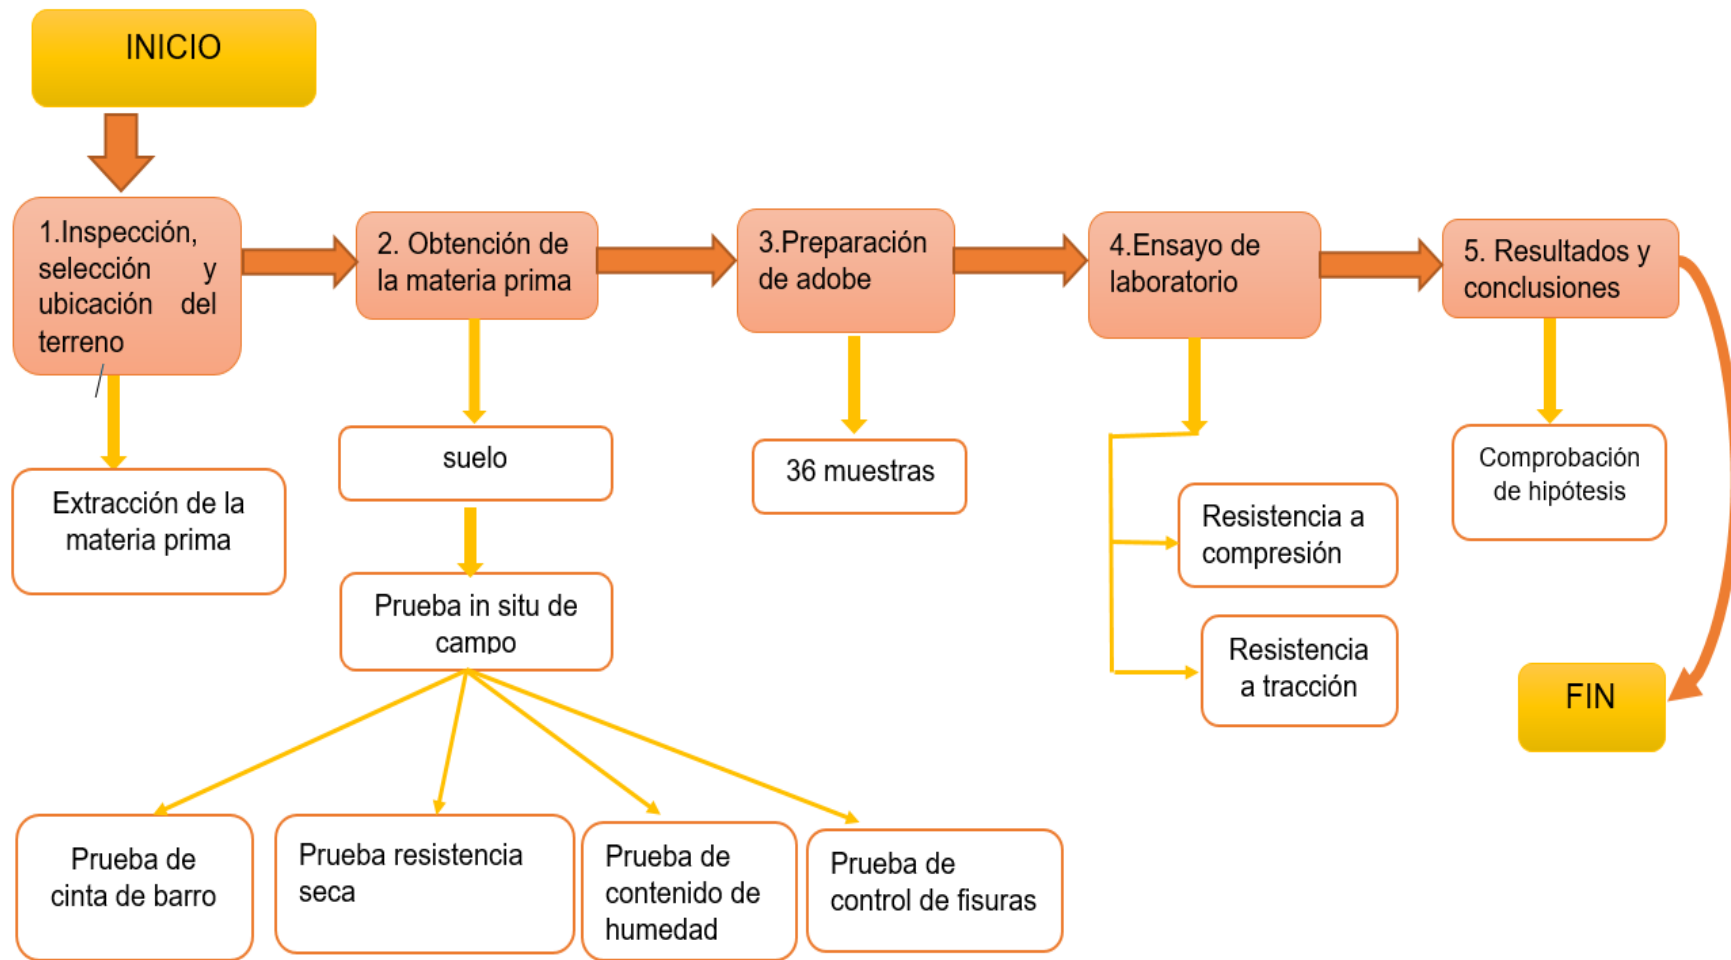 INICIO
1.Inspección,
selección y
ubicación del
terreno
2. Obtención de
la materia prima
3.Preparación
de adobe
4.Ensayo de
laboratorio
5. Resultados y
conclusiones
Extracción de la
materia prima
suelo
Prueba in situ de
campo
36 muestras
Resistencia a
compresión
Resistencia
a tracción
Comprobación
de hipótesis
FIN
Prueba de
cinta de barro
Prueba resistencia
seca
Prueba de
contenido de
humedad
Prueba de
control de fisuras